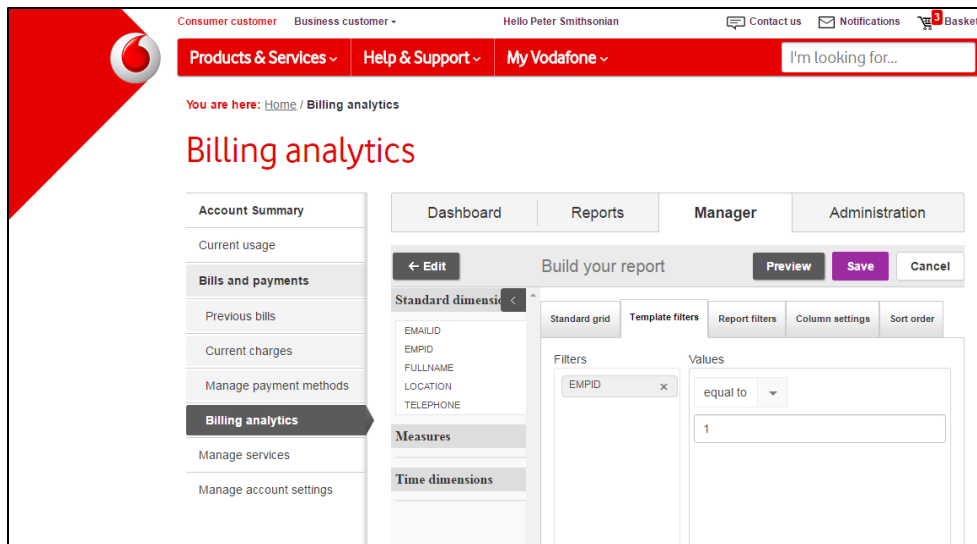 Consumer customer Business customer Hello Peter Smithsonian Contact us Notifications 3 Basket
Products & Services Help & Support My Vodafone I'm looking for...
You are here: Home / Billing analytics
Billing analytics
Account Summary
Current usage
Bills and payments
Previous bills
Current charges
Manage payment methods
Billing analytics
Manage services
Manage account settings
Dashboard Reports Manager Administration
← Edit Build your report Preview Save Cancel
Standard dimensio
EMAILID
EMPID
FULLNAME
LOCATION
TELEPHONE
Measures
Time dimensions
Standard grid Template filters Report filters Column settings Sort order
Filters Values
EMPID × equal to
1